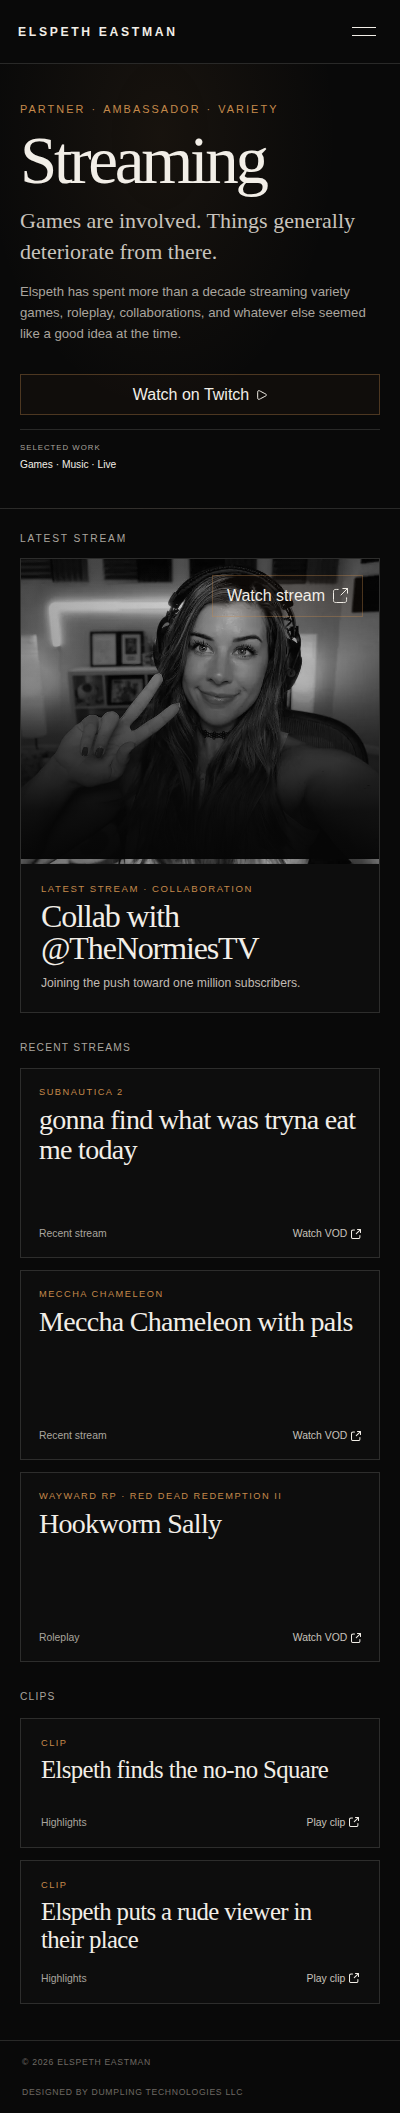 ELSPETH EASTMAN
PARTNER · AMBASSADOR · VARIETY
Streaming
Games are involved. Things generally
deteriorate from there.
Elspeth has spent more than a decade streaming variety
games, roleplay, collaborations, and whatever else seemed
like a good idea at the time.
Watch on Twitch
SELECTED WORK
Games · Music · Live
LATEST STREAM
Watch stream
LATEST STREAM · COLLABORATION
Collab with
@TheNormiesTV
Joining the push toward one million subscribers.
RECENT STREAMS
SUBNAUTICA 2
gonna find what was tryna eat
me today
Recent stream Watch VOD
MECCHA CHAMELEON
Meccha Chameleon with pals
Recent stream Watch VOD
WAYWARD RP · RED DEAD REDEMPTION II
Hookworm Sally
Roleplay Watch VOD
CLIPS
CLIP
Elspeth finds the no-no Square
Highlights Play clip
CLIP
Elspeth puts a rude viewer in
their place
Highlights Play clip
© 2026 ELSPETH EASTMAN
DESIGNED BY DUMPLING TECHNOLOGIES LLC